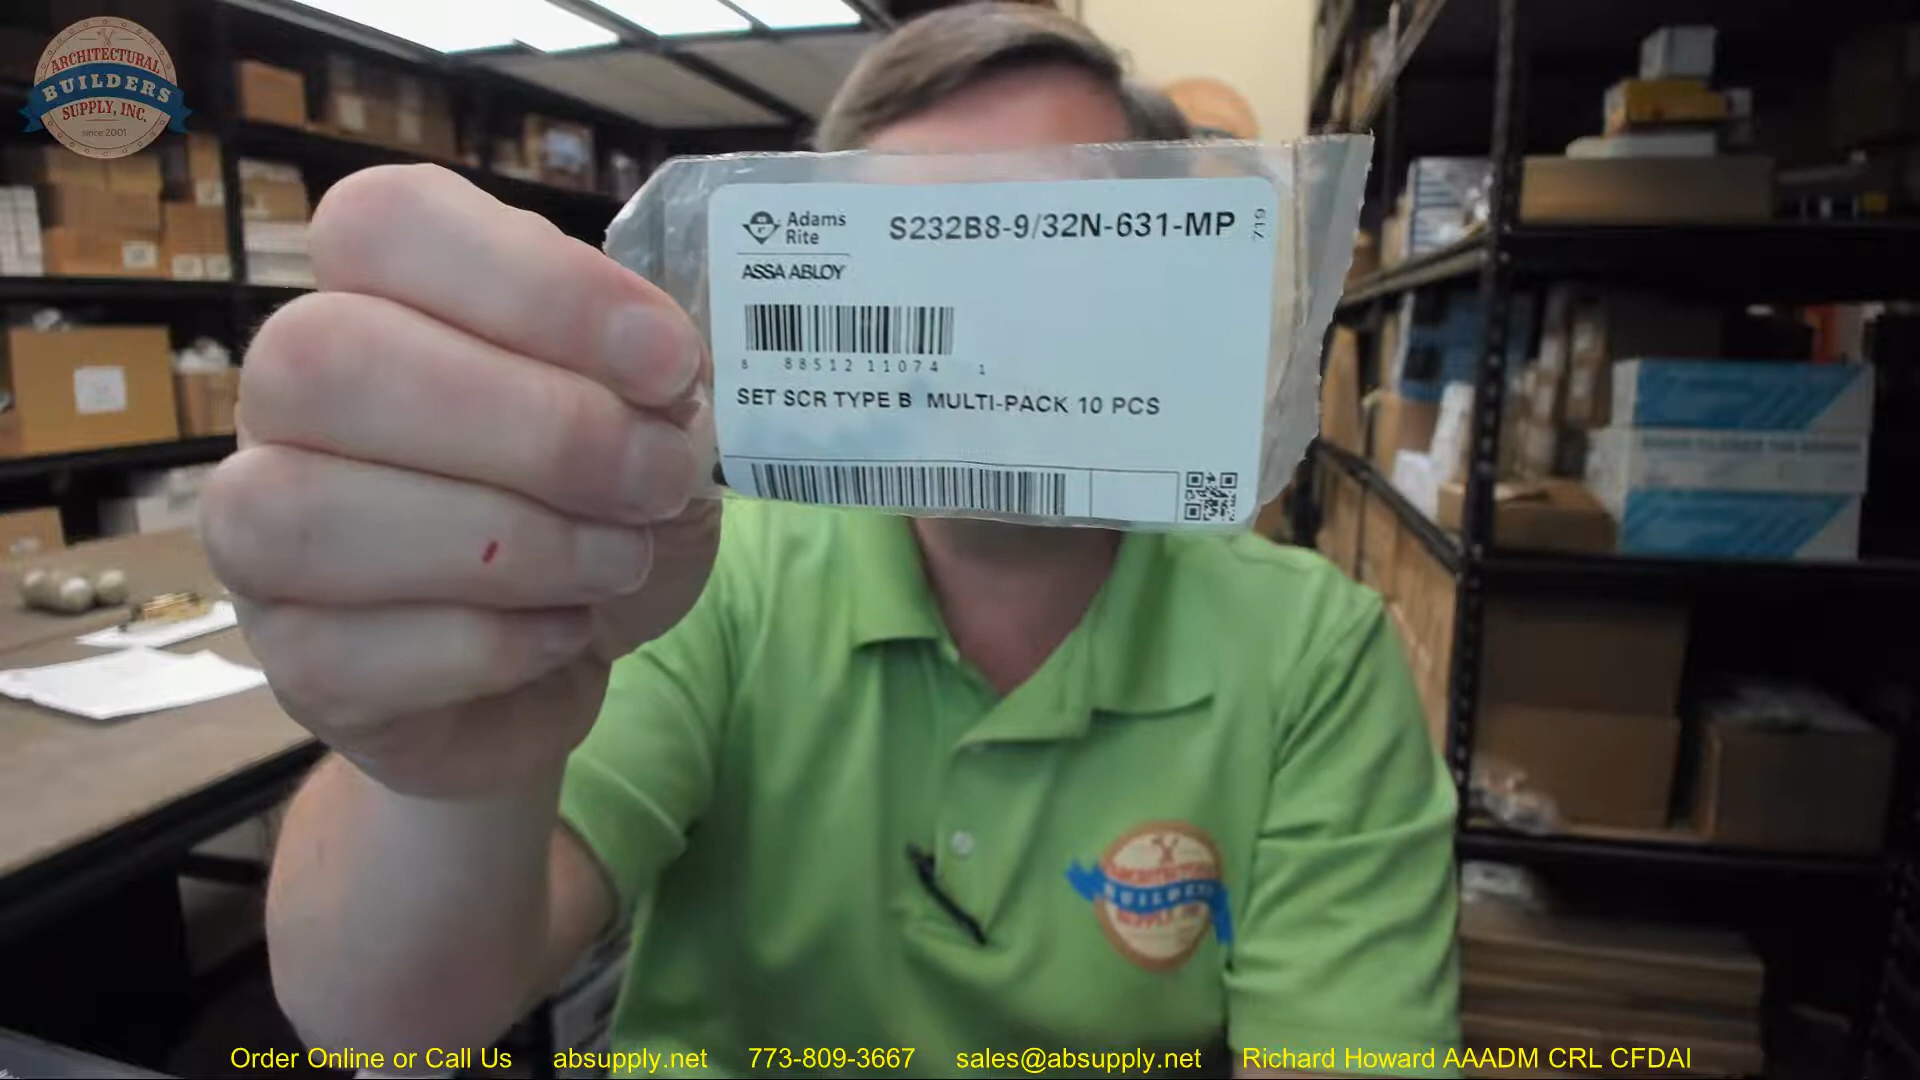 ARCHITECTURAL
BUILDERS
SUPPLY, INC.
since 2001
Adams
Rite
ASSA ABLOY
S232B8-9/32N-631-MP
719
8 88512 11074 1
SET SCR TYPE B MULTI-PACK 10 PCS
BUILDERS
Order Online or Call Us absupply.net 773-809-3667 sales@absupply.net Richard Howard AAADM CRL CFDAI